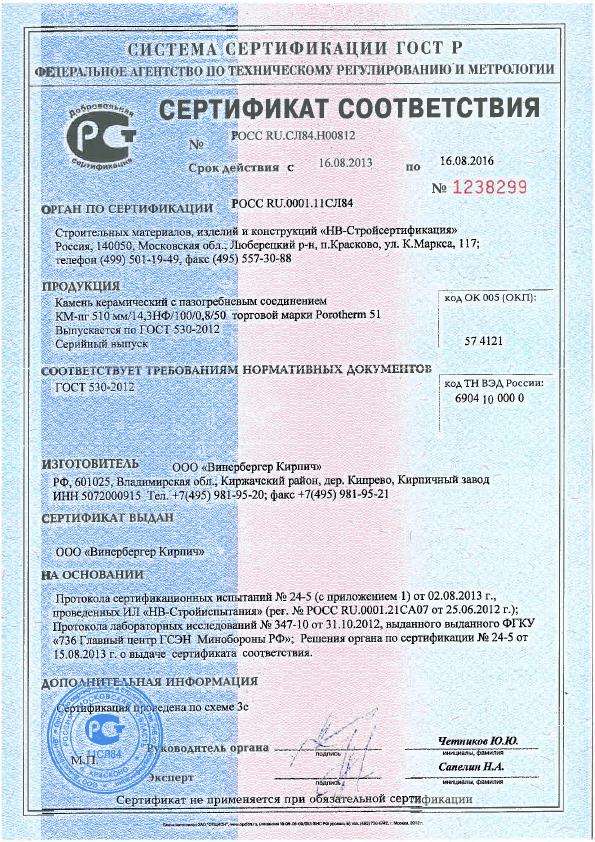 СИСТЕМА СЕРТИФИКАЦИИ ГОСТ Р
ФЕДЕРАЛЬНОЕ АГЕНТСТВО ПО ТЕХНИЧЕСКОМУ РЕГУЛИРОВАНИЮ И МЕТРОЛОГИИ
Добровольная
РСТ
сертификация
СЕРТИФИКАТ СООТВЕТСТВИЯ
№ РОСС RU.СЛ84.Н00812
Срок действия с 16.08.2013 по 16.08.2016
№ 1238299
ОРГАН ПО СЕРТИФИКАЦИИ РОСС RU.0001.11СЛ84
Строительных материалов, изделий и конструкций «НВ-Стройсертификация»
Россия, 140050, Московская обл., Люберецкий р-н, п.Красково, ул. К.Маркса, 117;
телефон (499) 501-19-49, факс (495) 557-30-88
ПРОДУКЦИЯ
Камень керамический с пазогребневым соединением
КМ-пг 510 мм/14,3НФ/100/0,8/50 торговой марки Porotherm 51
Выпускается по ГОСТ 530-2012
Серийный выпуск
код ОК 005 (ОКП):
57 4121
СООТВЕТСТВУЕТ ТРЕБОВАНИЯМ НОРМАТИВНЫХ ДОКУМЕНТОВ
ГОСТ 530-2012
код ТН ВЭД России:
6904 10 000 0
ИЗГОТОВИТЕЛЬ ООО «Винербергер Кирпич»
РФ, 601025, Владимирская обл., Киржачский район, дер. Кипрево, Кирпичный завод
ИНН 5072000915 Тел. +7(495) 981-95-20; факс +7(495) 981-95-21
СЕРТИФИКАТ ВЫДАН
ООО «Винербергер Кирпич»
НА ОСНОВАНИИ
Протокола сертификационных испытаний № 24-5 (с приложением 1) от 02.08.2013 г.,
проведенных ИЛ «НВ-Стройиспытания» (рег. № РОСС RU.0001.21СА07 от 25.06.2012 г.);
Протокола лабораторных исследований № 347-10 от 31.10.2012, выданного выданного ФГКУ
«736 Главный центр ГСЭН Минобороны РФ»; Решения органа по сертификации № 24-5 от
15.08.2013 г. о выдаче сертификата соответствия.
ДОПОЛНИТЕЛЬНАЯ ИНФОРМАЦИЯ
Сертификация проведена по схеме 3с
11СЛ84
М.П.
Руководитель органа
подпись
Четников Ю.Ю.
инициалы, фамилия
Эксперт
подпись
Сапелин Н.А.
инициалы, фамилия
Сертификат не применяется при обязательной сертификации